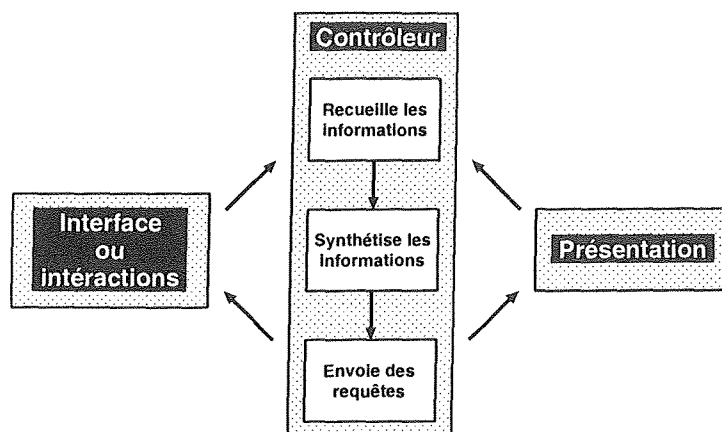 Contrôleur
Recueille les
informations
Interface
ou
intéractions
Synthétise les
informations
Présentation
Envoie des
requêtes